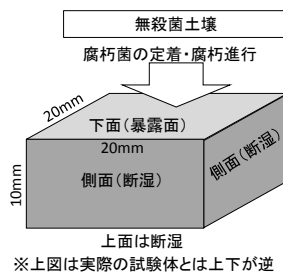 無殺菌土壌
腐朽菌の定着・腐朽進行
20mm
下面(暴露面)
20mm
10mm
側面(断湿)
側面(断湿)
上面は断湿
※上図は実際の試験体とは上下が逆